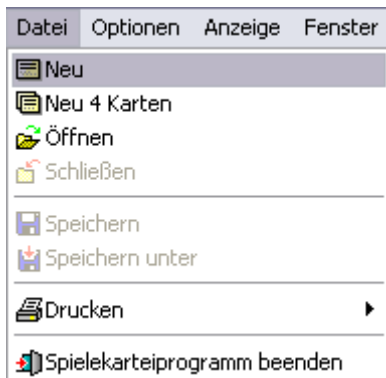 Datei Optionen Anzeige Fenster
Neu
Neu 4 Karten
Öffnen
Schließen
Speichern
Speichern unter
Drucken
Spielekarteiprogramm beenden